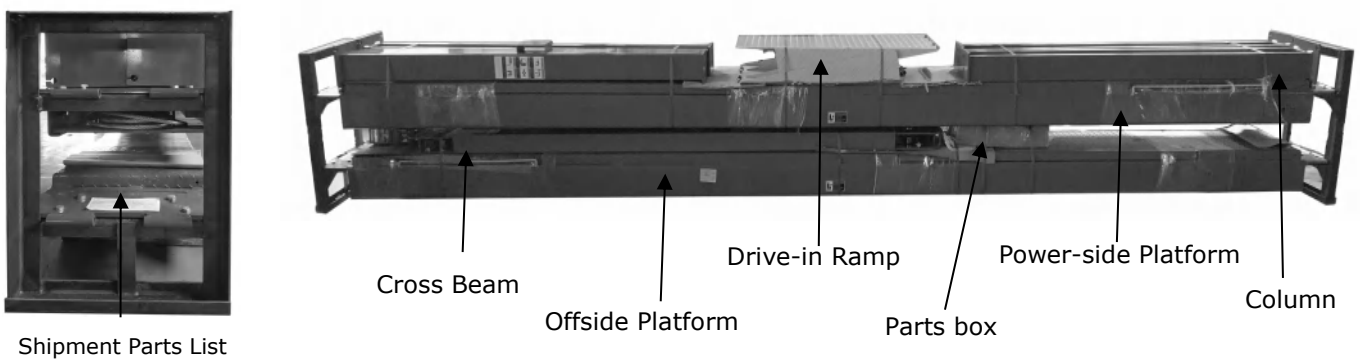 Drive-in Ramp
Power-side Platform
Cross Beam
Column
Offside Platform
Parts box
Shipment Parts List